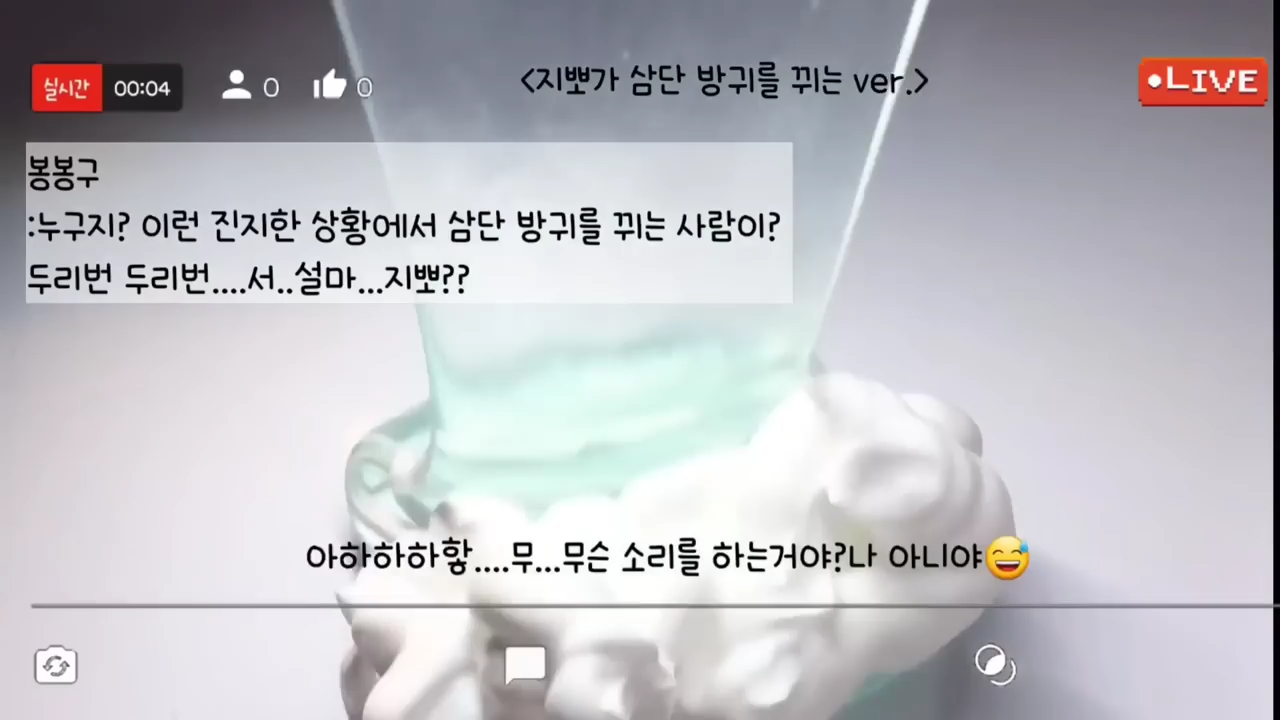 실시간 00:04 0 0
<지뽀가 삼단 방귀를 뀌는 ver.>
•LIVE
봉봉구
:누구지? 이런 진지한 상황에서 삼단 방귀를 뀌는 사람이?
두리번 두리번....서..설마...지뽀??
아하하하핳....무...무슨 소리를 하는거야?나 아니야😅